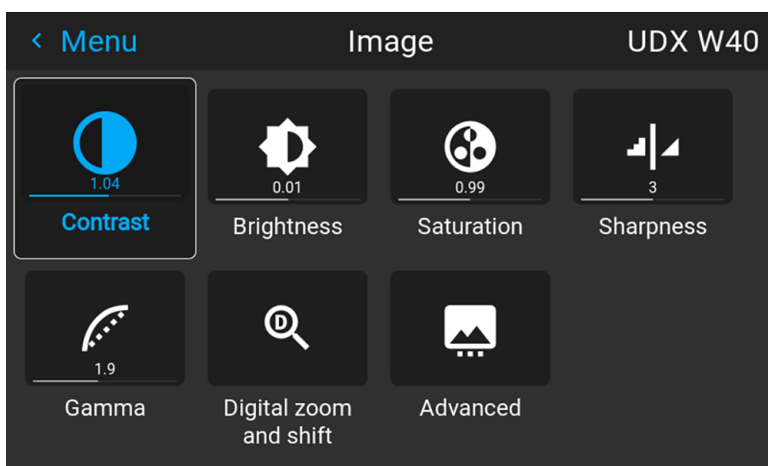 Menu
Image
UDX W40
1.04
0.01
0.99
3
Contrast
Brightness
Saturation
Sharpness
1.9
D
Gamma
Digital zoom
and shift
Advanced